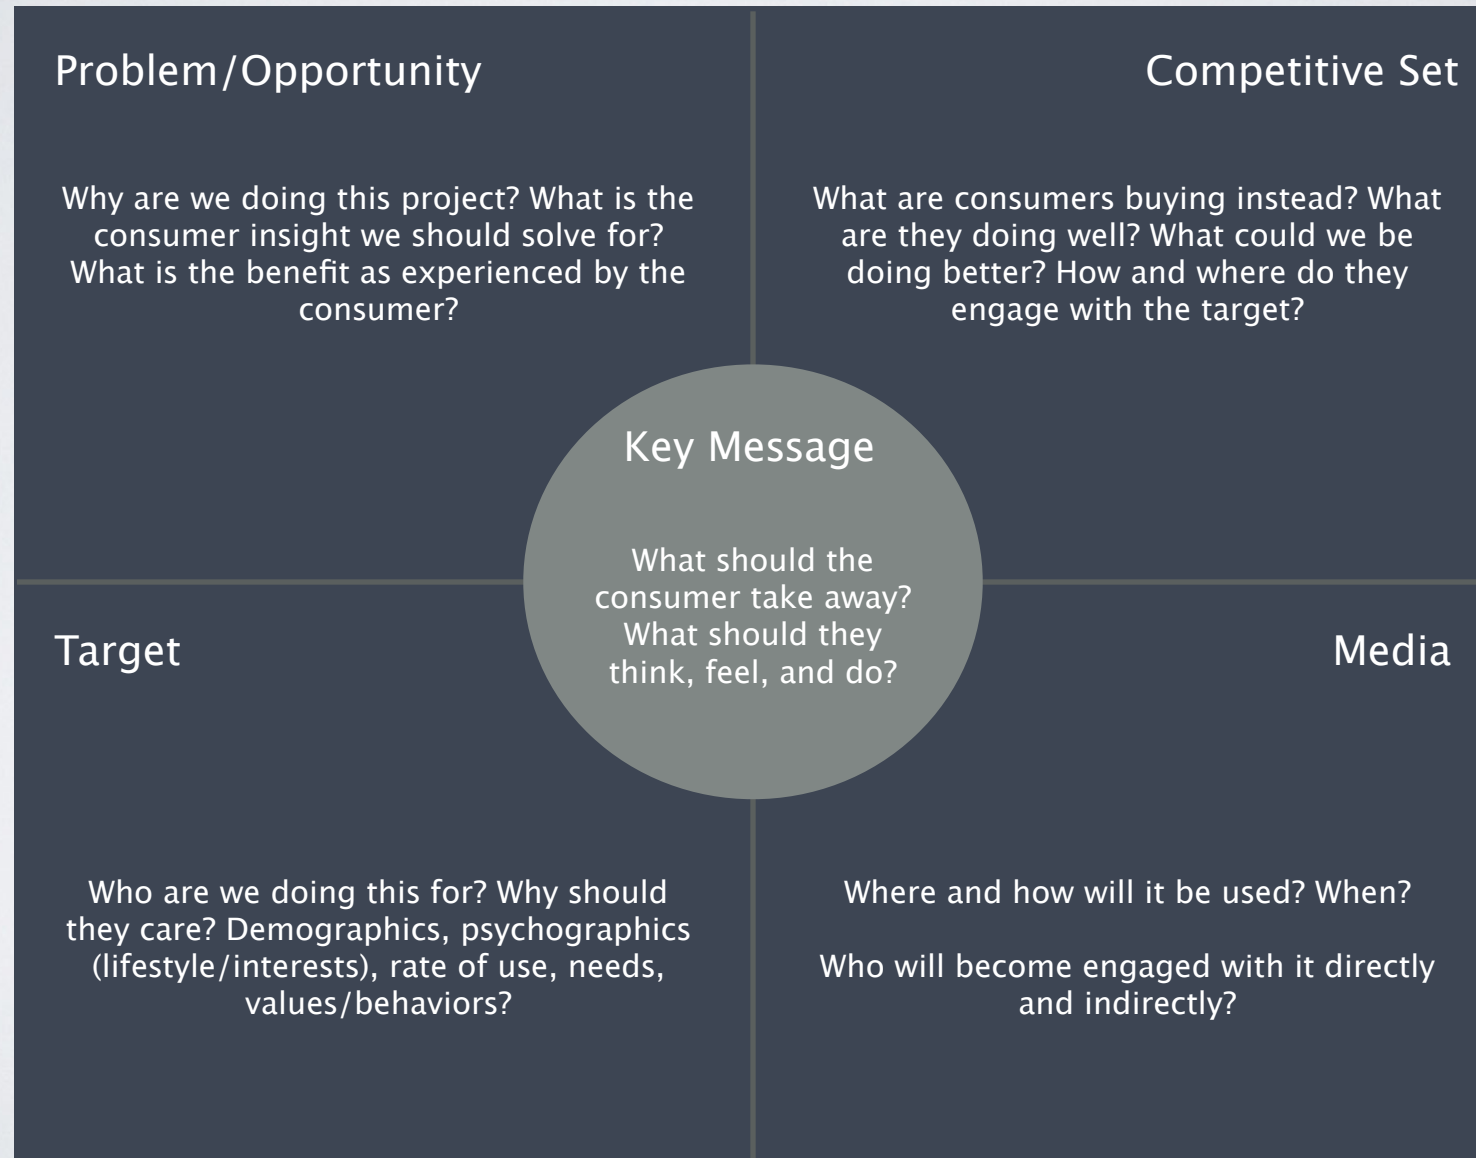 Problem/Opportunity
Why are we doing this project? What is the
consumer insight we should solve for?
What is the benefit as experienced by the
consumer?
Competitive Set
What are consumers buying instead? What
are they doing well? What could we be
doing better? How and where do they
engage with the target?
Key Message
What should the
consumer take away?
What should they
think, feel, and do?
Target
Who are we doing this for? Why should
they care? Demographics, psychographics
(lifestyle/interests), rate of use, needs,
values/behaviors?
Media
Where and how will it be used? When?
Who will become engaged with it directly
and indirectly?